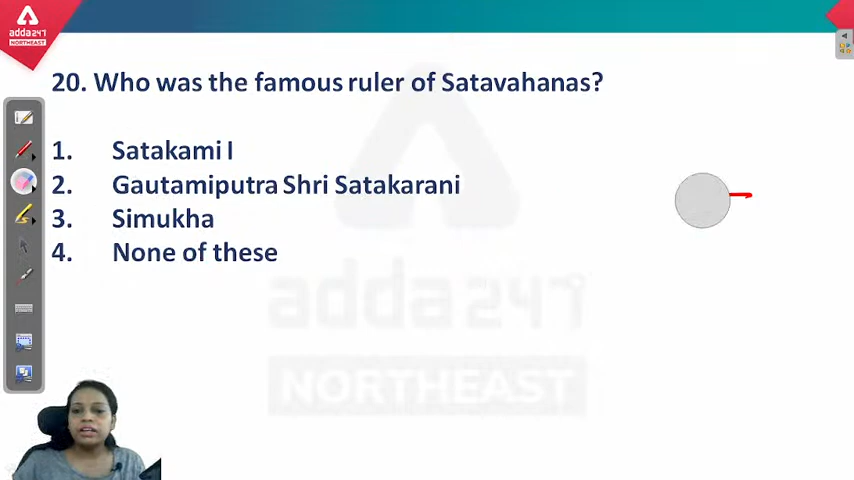 adda247
NORTHEAST
20. Who was the famous ruler of Satavahanas?
1. Satakami I
2. Gautamiputra Shri Satakarani
3. Simukha
4. None of these
adda247
NORTHEAST